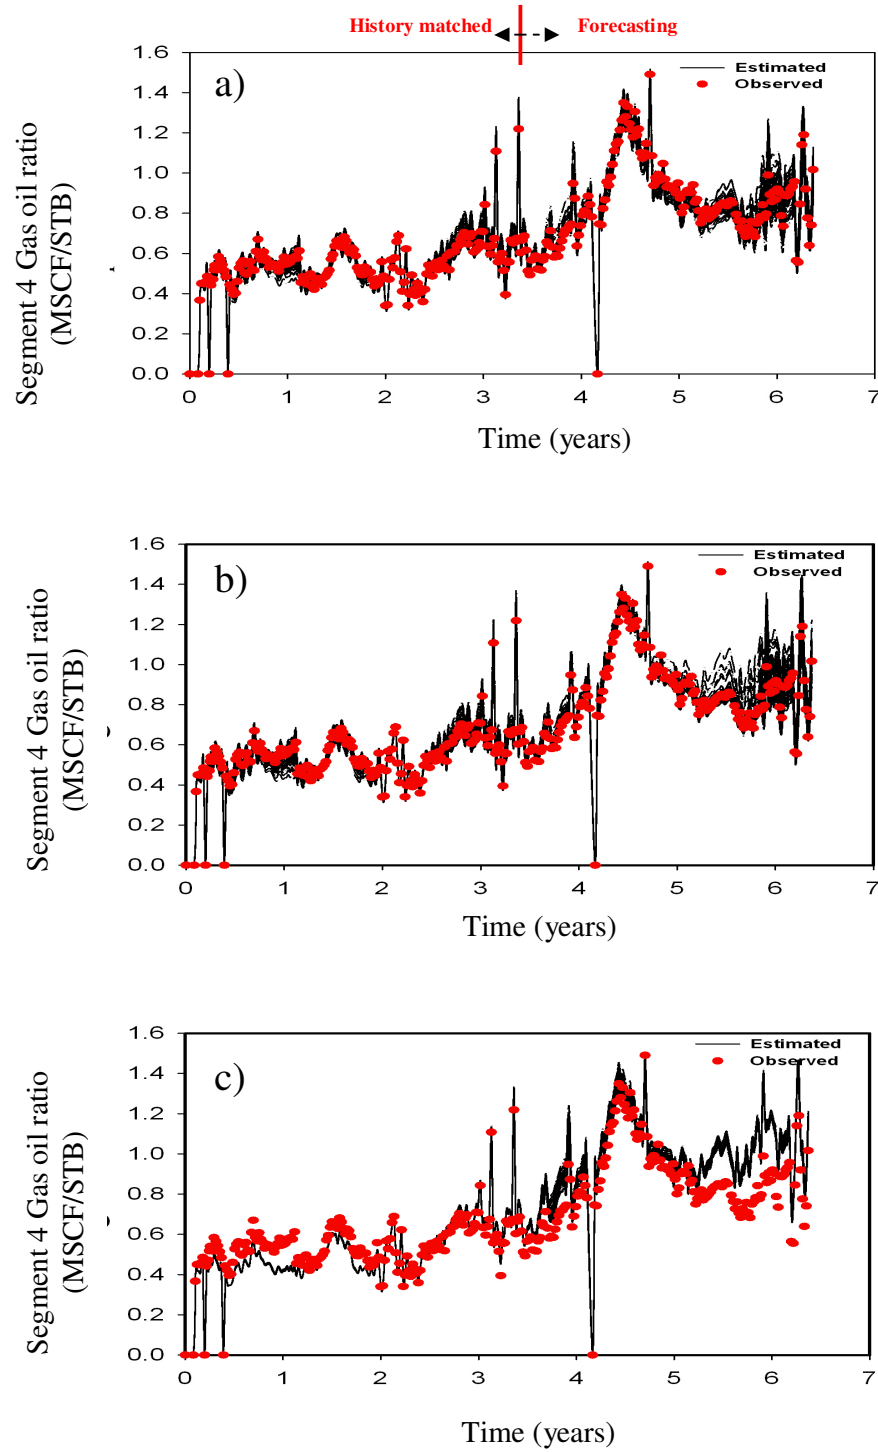 History matched Forecasting
1.6
1.4
1.2
1.0
0.8
0.6
0.4
0.2
0.0
a)
Estimated
Observed
Segment 4 Gas oil ratio
(MSCF/STB)
0 1 2 3 4 5 6 7
Time (years)
1.6
1.4
1.2
1.0
0.8
0.6
0.4
0.2
0.0
b)
Estimated
Observed
Segment 4 Gas oil ratio
(MSCF/STB)
0 1 2 3 4 5 6 7
Time (years)
1.6
1.4
1.2
1.0
0.8
0.6
0.4
0.2
0.0
c)
Estimated
Observed
Segment 4 Gas oil ratio
(MSCF/STB)
0 1 2 3 4 5 6 7
Time (years)